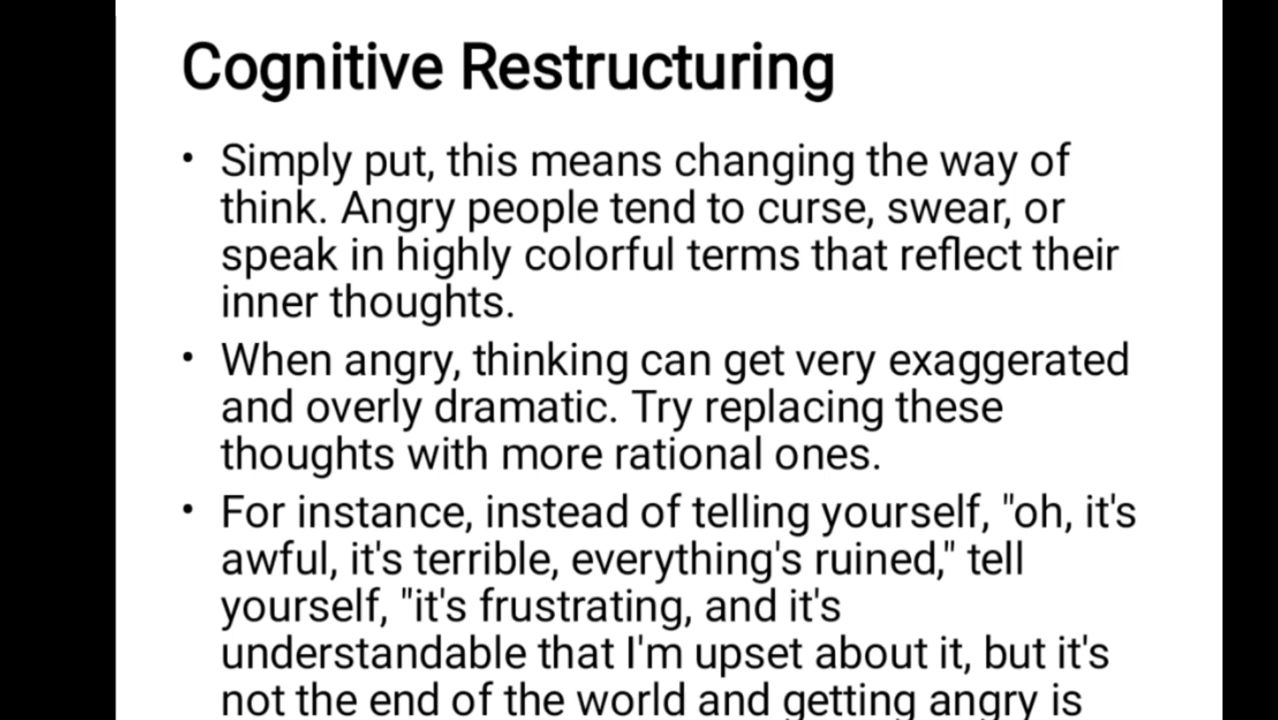 Cognitive Restructuring
• Simply put, this means changing the way of
think. Angry people tend to curse, swear, or
speak in highly colorful terms that reflect their
inner thoughts.
• When angry, thinking can get very exaggerated
and overly dramatic. Try replacing these
thoughts with more rational ones.
• For instance, instead of telling yourself, "oh, it's
awful, it's terrible, everything's ruined," tell
yourself, "it's frustrating, and it's
understandable that I'm upset about it, but it's
not the end of the world and getting angry is